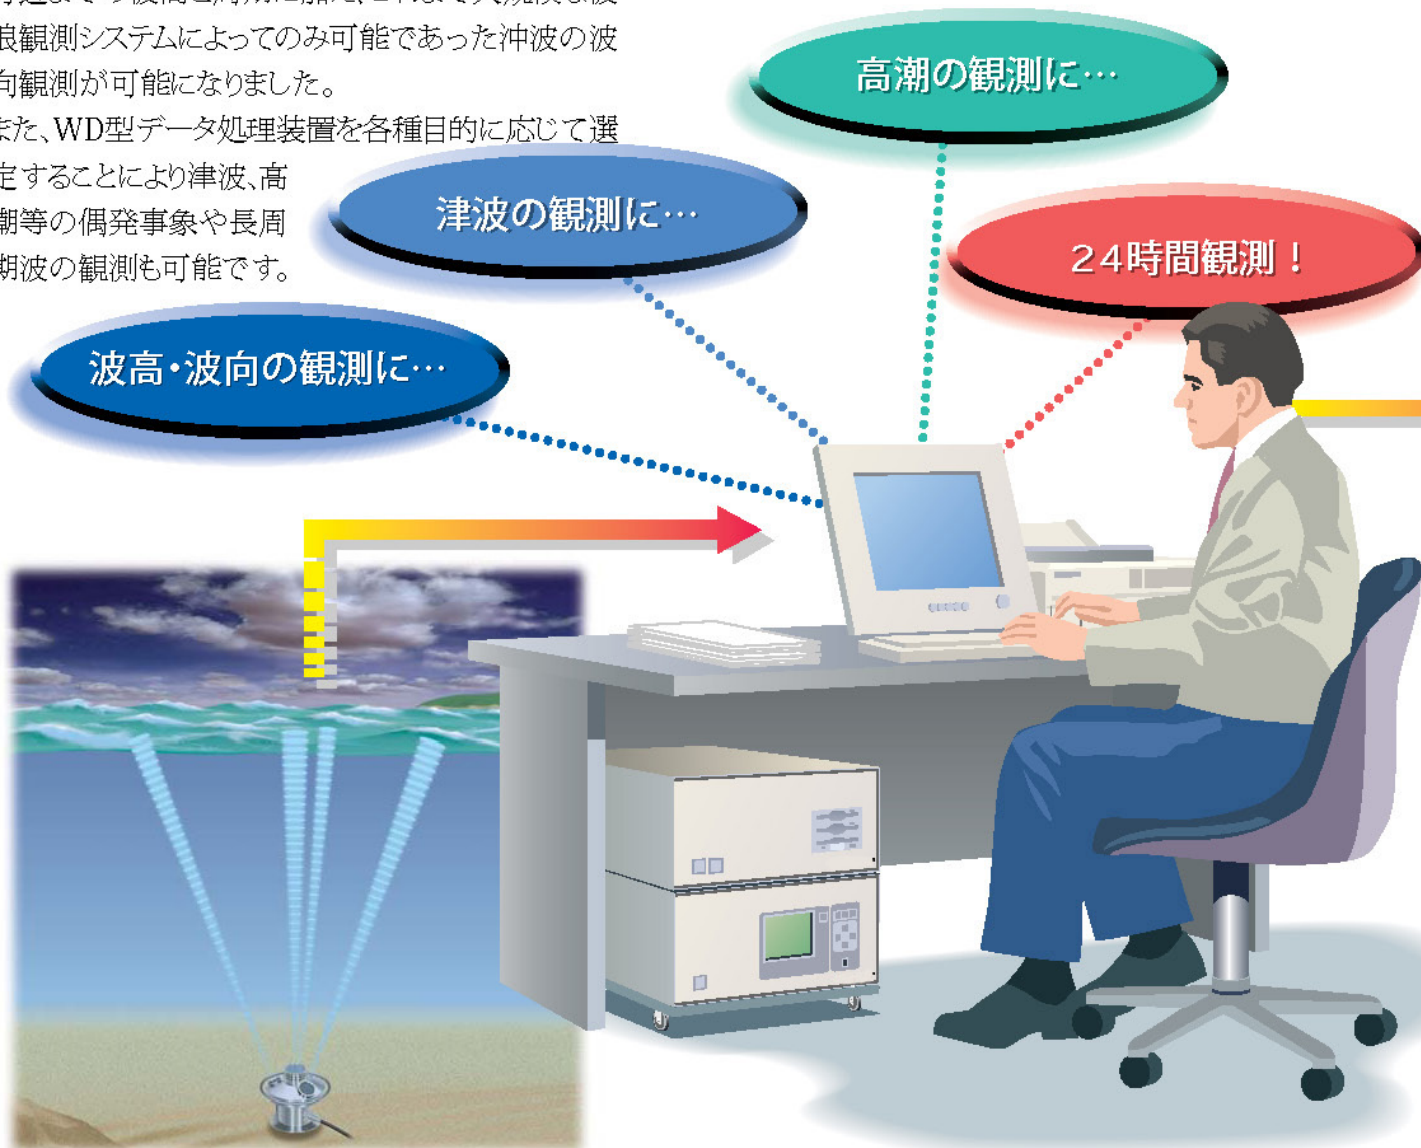 浪観測システムによってのみ可能であった沖波の波
向観測が可能になりました。
また、WD型データ処理装置を各種目的に応じて選
定することにより津波、高
潮等の偶発事象や長周
期波の観測も可能です。
高潮の観測に…
津波の観測に…
24時間観測！
波高・波向の観測に…